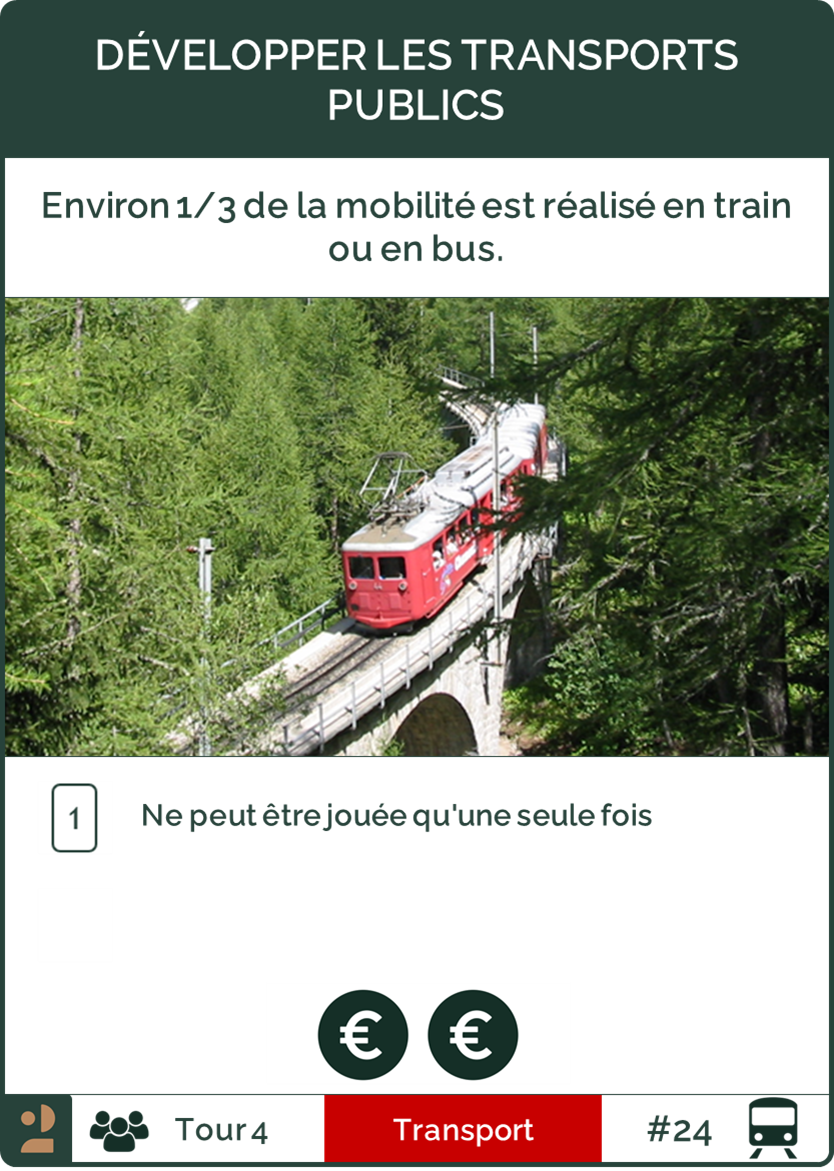 DÉVELOPPER LES TRANSPORTS
PUBLICS
Environ 1/3 de la mobilité est réalisé en train
ou en bus.
1 Ne peut être jouée qu'une seule fois
€ €
Tour 4 Transport #24